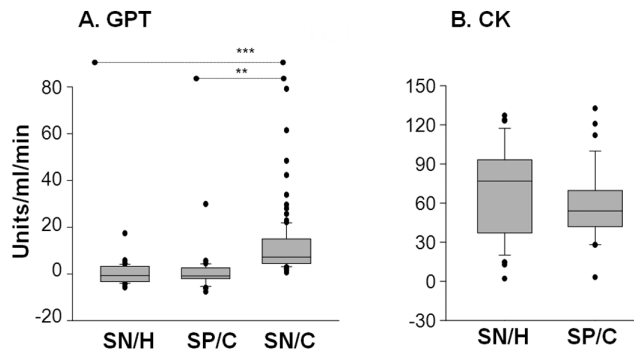 A. GPT
B. CK
***
**
Units/ml/min
80
60
40
20
0
-20
SN/H
SP/C
SN/C
150
120
90
60
30
0
-30
SN/H
SP/C